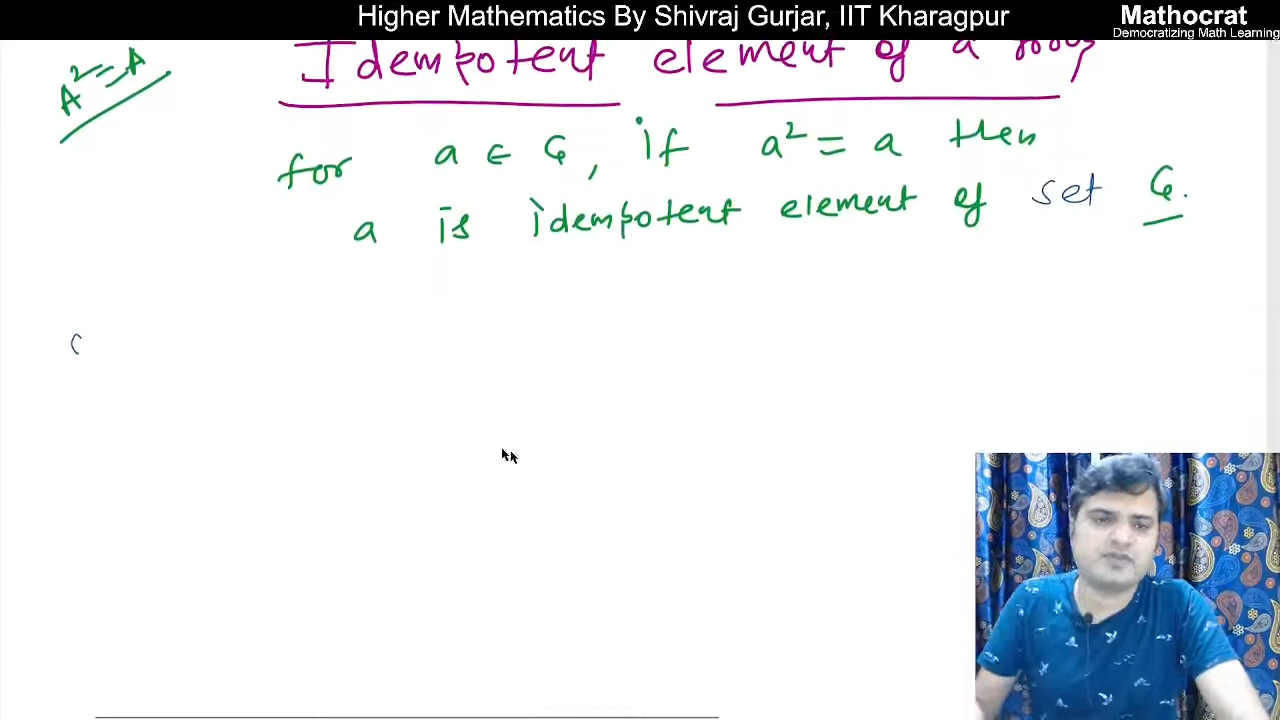 Higher Mathematics By Shivraj Gurjar, IIT Kharagpur
Mathocrat
Democratizing Math Learning
A² = A
Idempotent element of a
for a ∈ G, if a² = a then
a is idempotent element of set G.